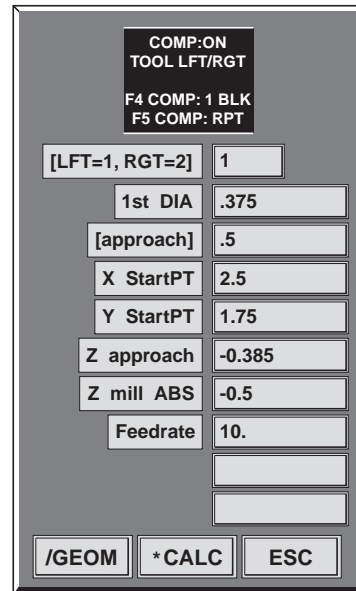 COMP:ON
TOOL LFT/RGT
F4 COMP: 1 BLK
F5 COMP: RPT
[LFT=1, RGT=2] 1
1st DIA .375
[approach] .5
X StartPT 2.5
Y StartPT 1.75
Z approach -0.385
Z mill ABS -0.5
Feedrate 10.
/GEOM *CALC ESC